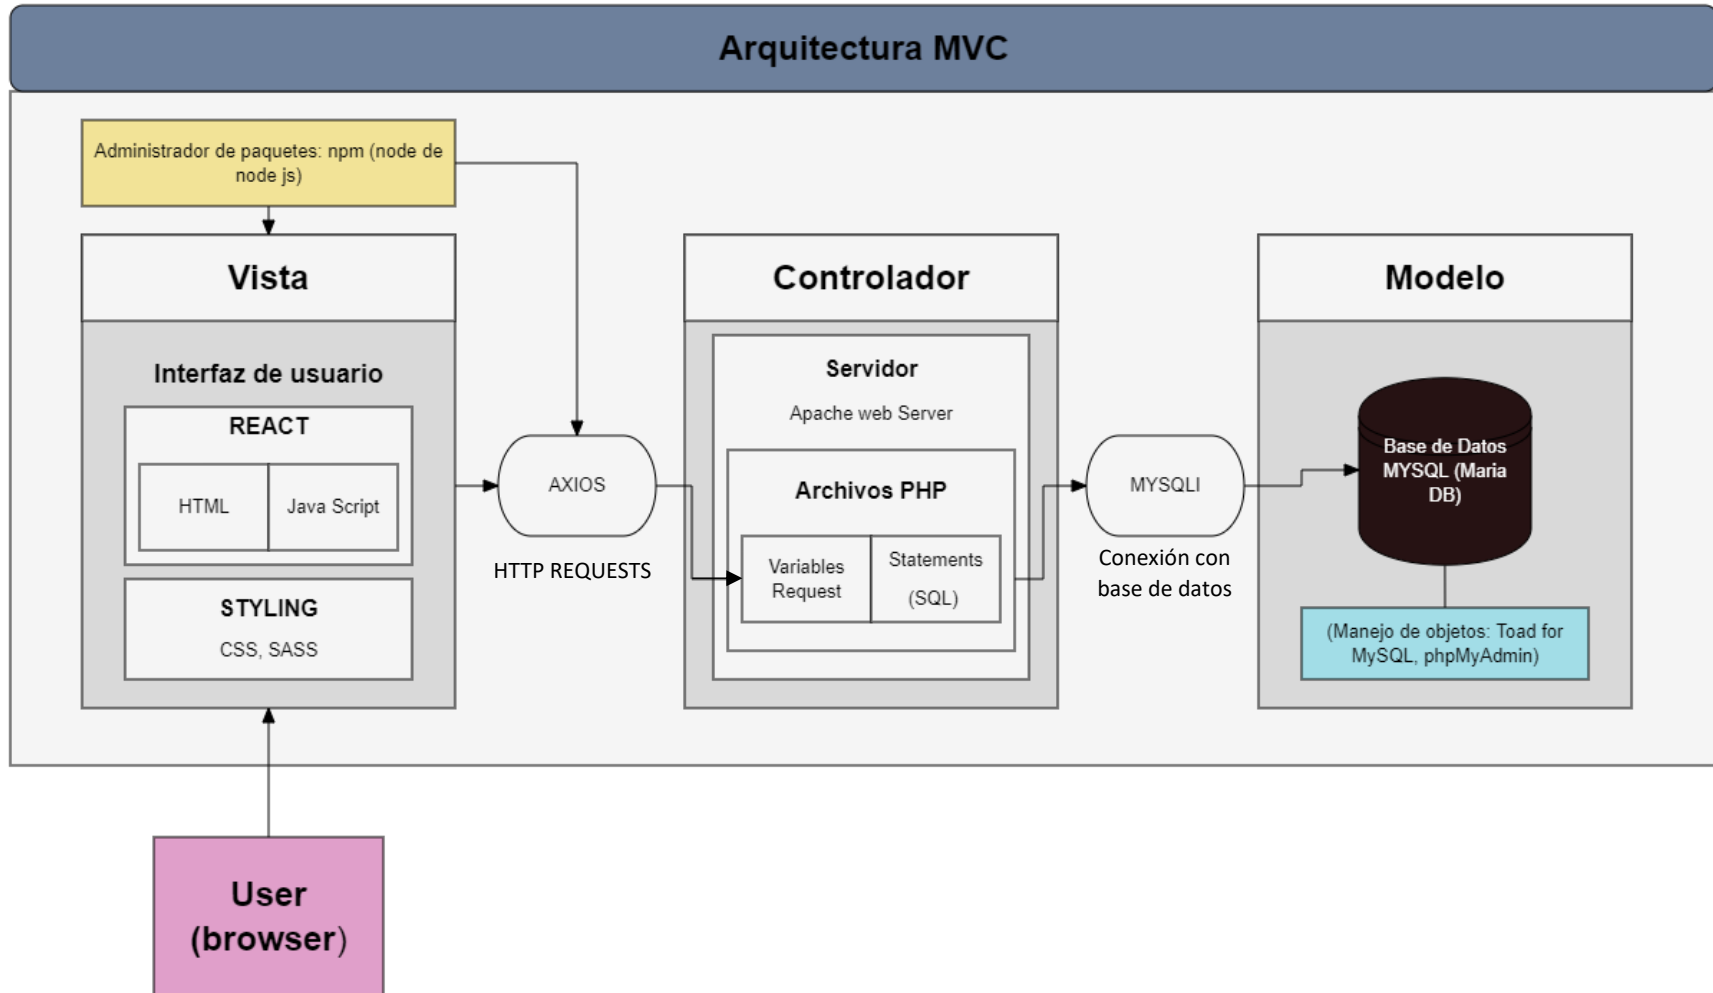 Arquitectura MVC
Administrador de paquetes: npm (node de
node js)
Vista
Interfaz de usuario
REACT
HTML
Java Script
STYLING
CSS, SASS
AXIOS
HTTP REQUESTS
Controlador
Servidor
Apache web Server
Archivos PHP
Variables
Request
Statements
(SQL)
MYSQLI
Conexión con
base de datos
Modelo
Base de Datos
MYSQL (Maria
DB)
(Manejo de objetos: Toad for
MySQL, phpMyAdmin)
User
(browser)